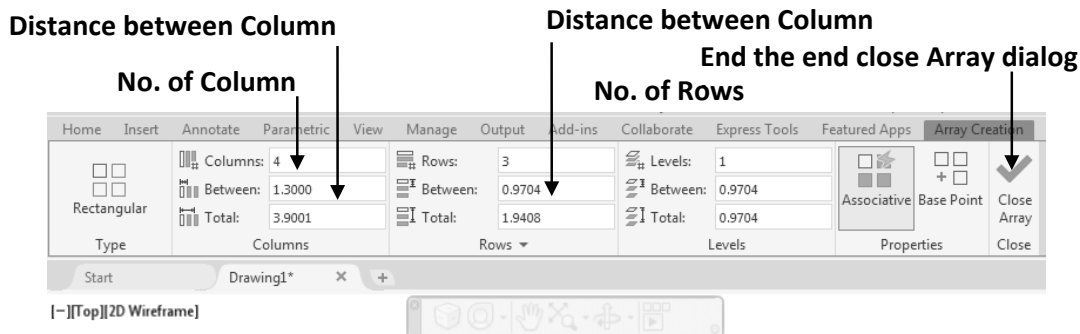 Distance between Column Distance between Column
End the end close Array dialog
No. of Column No. of Rows
Home Insert Annotate Parametric View Manage Output Add-ins Collaborate Express Tools Featured Apps Array Creation
Columns: 4 Rows: 3 Levels: 1
Between: 1.3000 Between: 0.9704 Between: 0.9704
Rectangular Associative Base Point Close Array
Total: 3.9001 Total: 1.9408 Total: 0.9704
Type Columns Rows Levels Properties Close
Start Drawing1*
[−][Top][2D Wireframe]